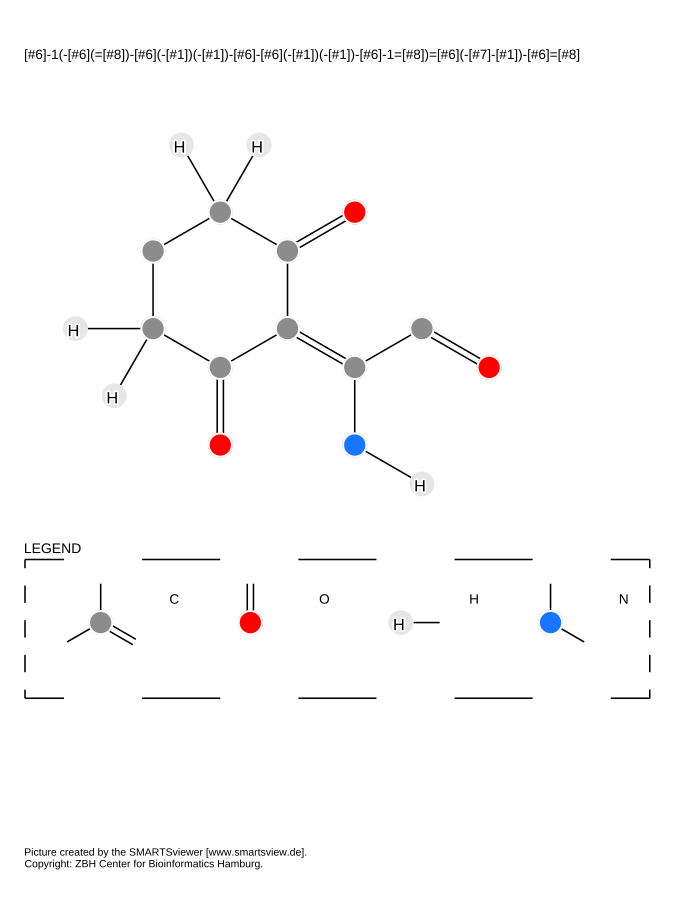 [#6]-1(-[#6](=[#8])-[#6](-[#1])(-[#1])-[#6]-[#6](-[#1])(-[#1])-[#6]-1=[#8])=[#6](-[#7]-[#1])-[#6]=[#8]
H H
H
H
H
LEGEND
C O H H N
Picture created by the SMARTSviewer [www.smartsview.de].
Copyright: ZBH Center for Bioinformatics Hamburg.